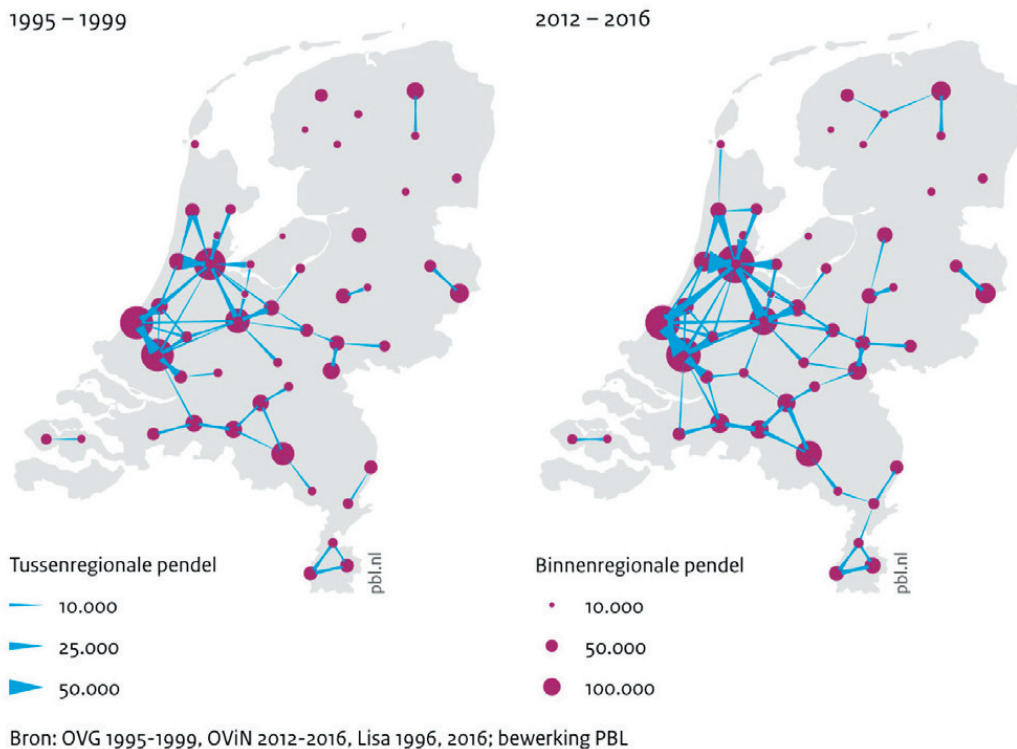 1995 – 1999
2012 – 2016
Tussenregionale pendel
10.000
25.000
50.000
pbl.nl
Binnenregionale pendel
10.000
50.000
100.000
pbl.nl
Bron: OVG 1995-1999, OViN 2012-2016, Lisa 1996, 2016; bewerking PBL